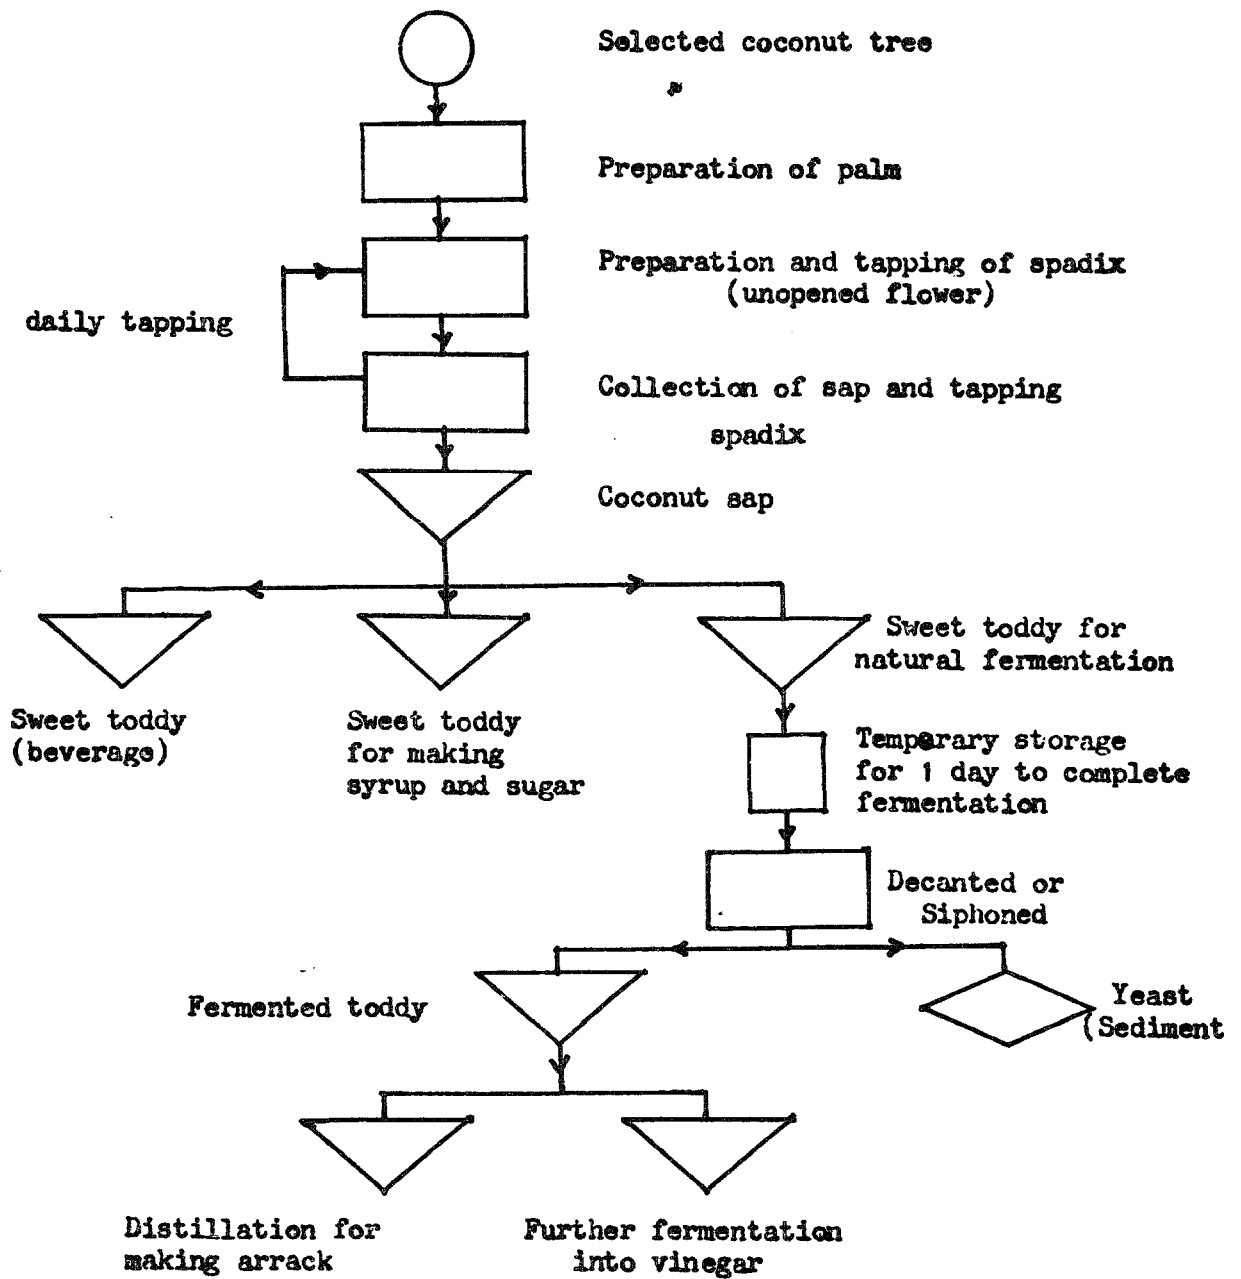 Selected coconut tree
Preparation of palm
Preparation and tapping of spadix
(unopened flower)
daily tapping
Collection of sap and tapping
spadix
Coconut sap
Sweet toddy for
natural fermentation
Sweet toddy
(beverage)
Sweet toddy
for making
syrup and sugar
Temporary storage
for 1 day to complete
fermentation
Decanted or
Siphoned
Fermented toddy
Yeast
(Sediment
Distillation for
making arrack
Further fermentation
into vinegar